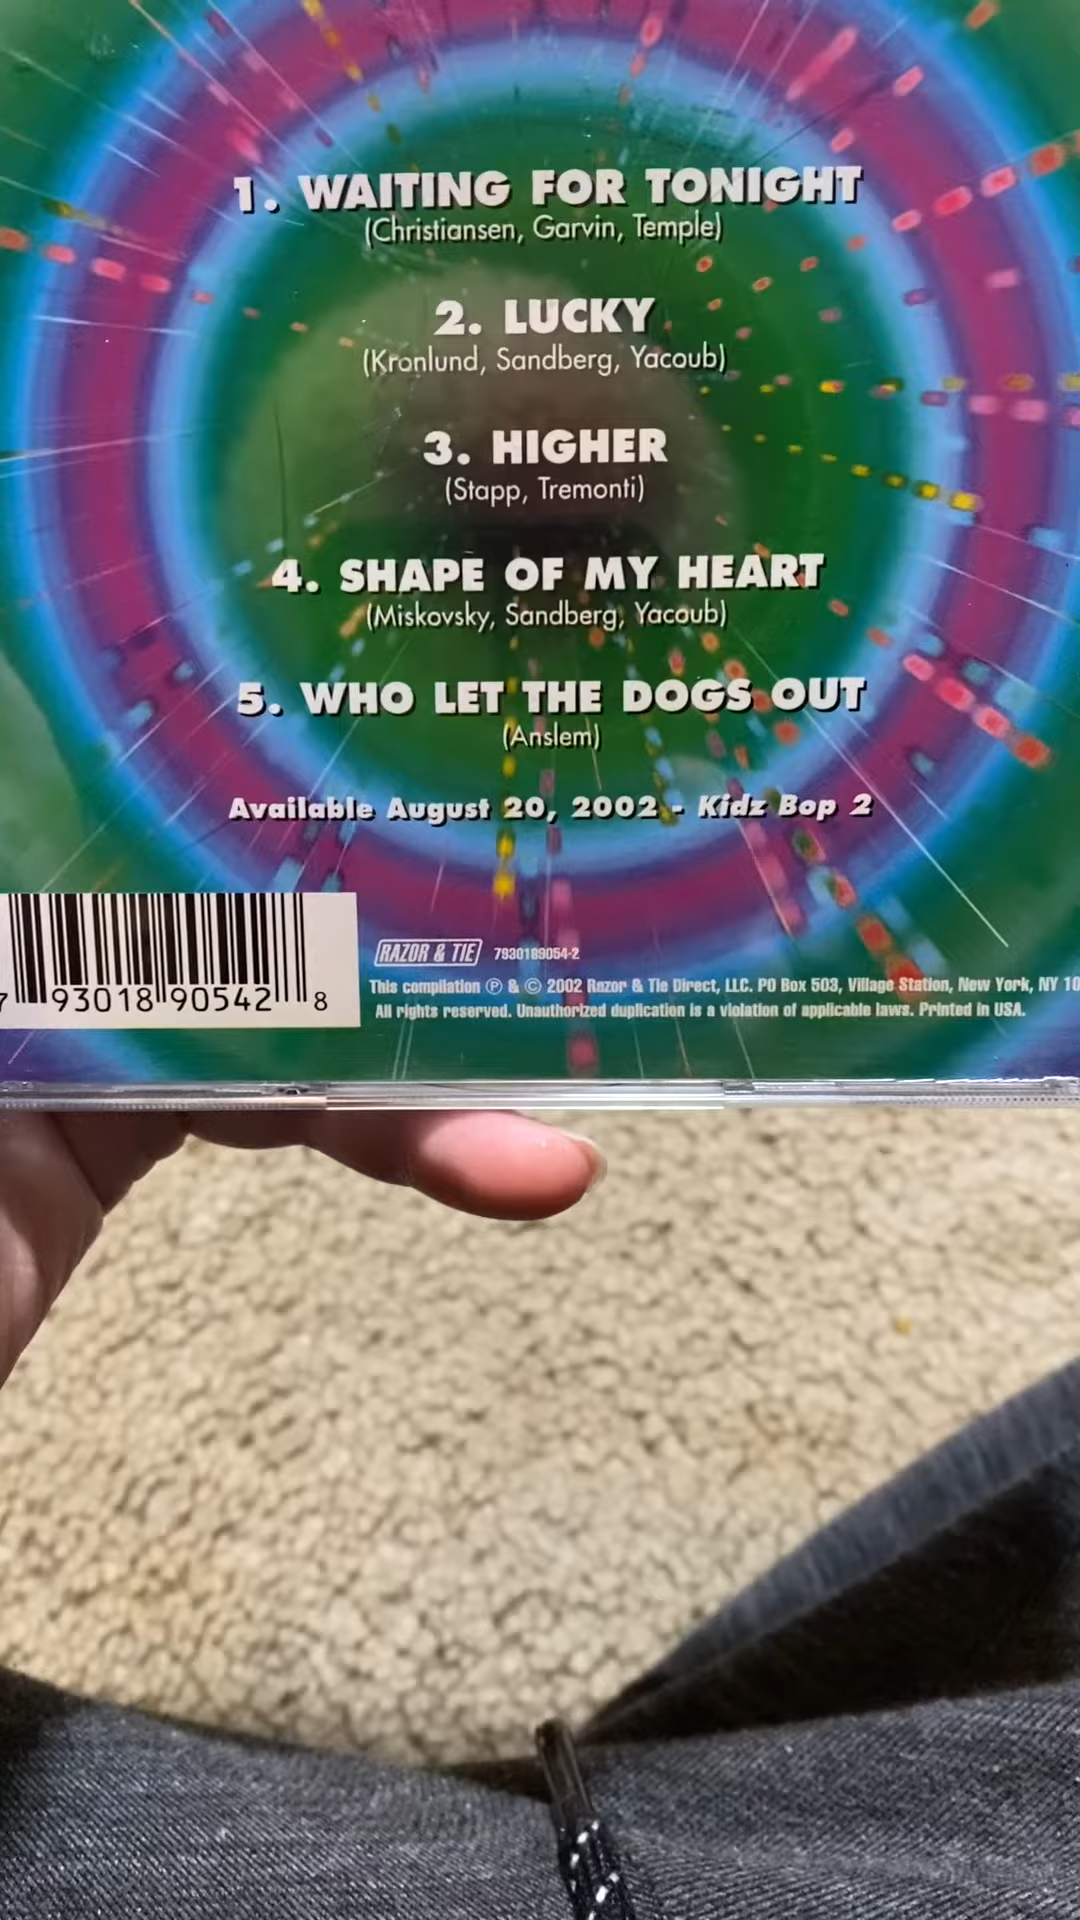 1. WAITING FOR TONIGHT
(Christiansen, Garvin, Temple)
2. LUCKY
(Kronlund, Sandberg, Yacoub)
3. HIGHER
(Stapp, Tremonti)
4. SHAPE OF MY HEART
(Miskovsky, Sandberg, Yacoub)
5. WHO LET THE DOGS OUT
(Anslem)
Available August 20, 2002 - Kidz Bop 2
RAZOR & TIE 7930189054-2
This compilation ℗ & © 2002 Razor & Tie Direct, LLC. PO Box 503, Village Station, New York, NY 10
All rights reserved. Unauthorized duplication is a violation of applicable laws. Printed in USA.
7 93018 90542 8